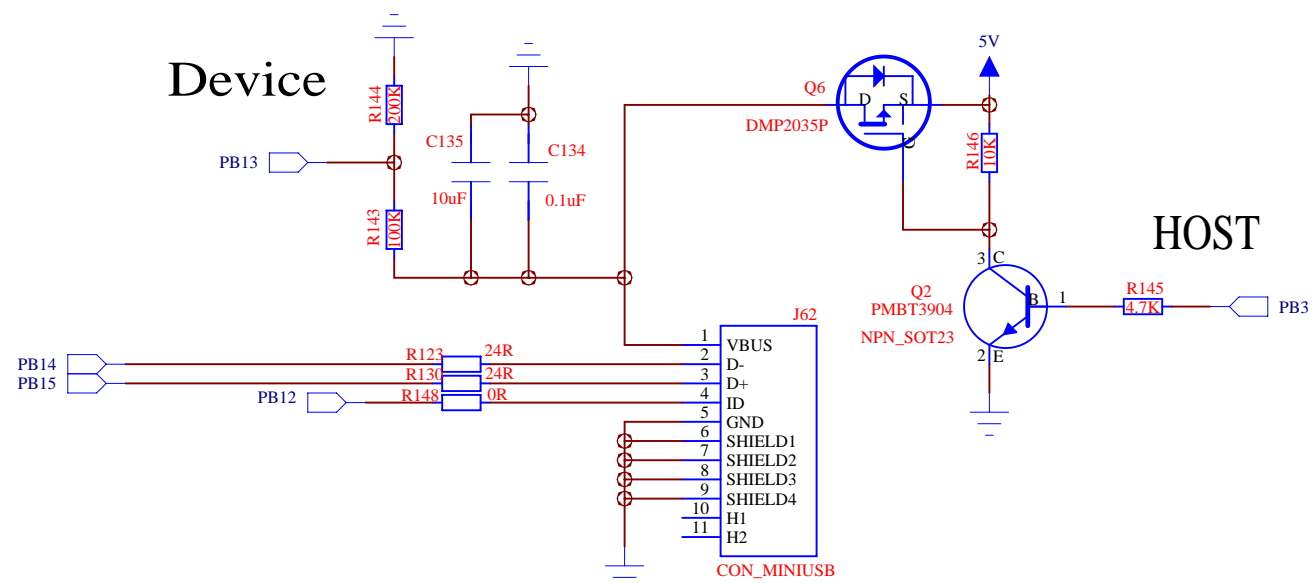 5V
Device
Q6
D
S
G
DMP2035P
R144
200K
C135
C134
R146
10K
PB13
10uF
0.1uF
R143
100K
HOST
3
C
Q2
PMBT3904
NPN_SOT23
B
1
R145
4.7K
PB3
2
E
J62
1
VBUS
PB14
R123
24R
2
D-
PB15
R130
24R
3
D+
PB12
R148
0R
4
ID
5
GND
6
SHIELD1
7
SHIELD2
8
SHIELD3
9
SHIELD4
10
H1
11
H2
CON_MINIUSB